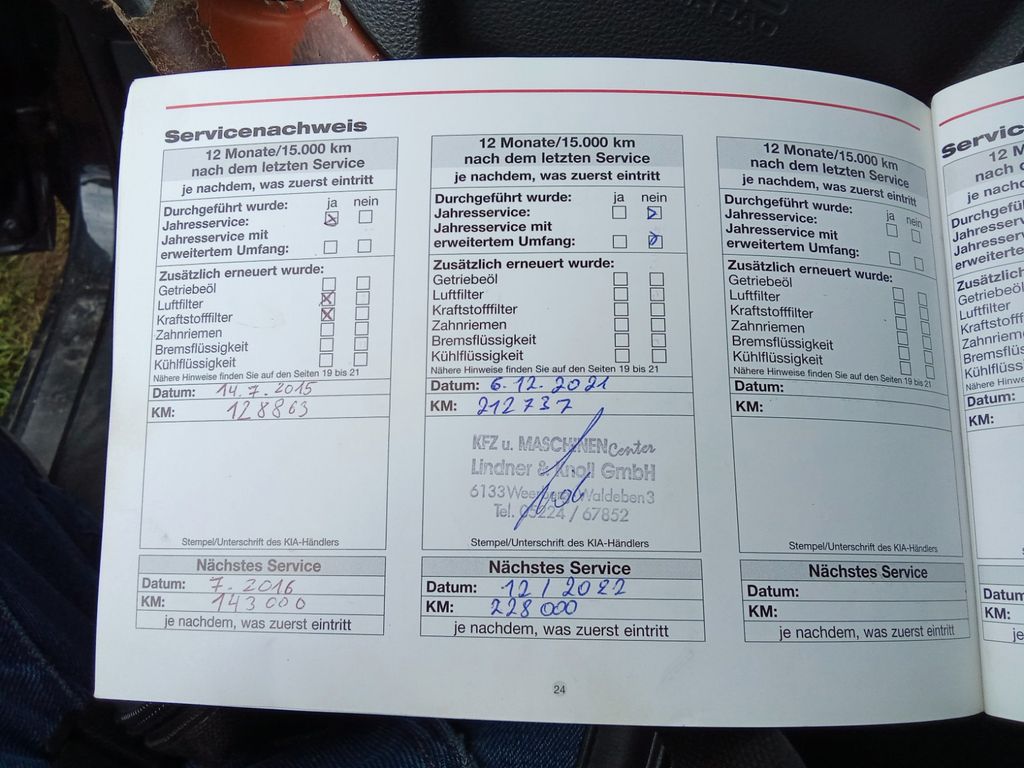 Servicenachweis
12 Monate/15.000 km
nach dem letzten Service
je nachdem, was zuerst eintritt
Durchgeführt wurde: ja nein
Jahresservice:
Jahresservice mit
erweitertem Umfang:
Zusätzlich erneuert wurde:
Getriebeöl
Luftfilter
Kraftstofffilter
Zahnriemen
Bremsflüssigkeit
Kühlflüssigkeit
Nähere Hinweise finden Sie auf den Seiten 19 bis 21
Datum: 14.7.2015
KM: 128863
Stempel/Unterschrift des KIA-Händlers
Nächstes Service
Datum: 7.2016
KM: 143000
je nachdem, was zuerst eintritt
12 Monate/15.000 km
nach dem letzten Service
je nachdem, was zuerst eintritt
Durchgeführt wurde: ja nein
Jahresservice:
Jahresservice mit
erweitertem Umfang:
Zusätzlich erneuert wurde:
Getriebeöl
Luftfilter
Kraftstofffilter
Zahnriemen
Bremsflüssigkeit
Kühlflüssigkeit
Nähere Hinweise finden Sie auf den Seiten 19 bis 21
Datum: 6.12.2021
KM: 212737
KFZ u. MASCHINENCenter
Lindner & Knoll GmbH
6133 Weerberg, Waldeben 3
Tel. 05224 / 67852
Stempel/Unterschrift des KIA-Händlers
Nächstes Service
Datum: 12/2022
KM: 228000
je nachdem, was zuerst eintritt
12 Monate/15.000 km
nach dem letzten Service
je nachdem, was zuerst eintritt
Durchgeführt wurde: ja nein
Jahresservice:
Jahresservice mit
erweitertem Umfang:
Zusätzlich erneuert wurde:
Getriebeöl
Luftfilter
Kraftstofffilter
Zahnriemen
Bremsflüssigkeit
Kühlflüssigkeit
Nähere Hinweise finden Sie auf den Seiten 19 bis 21
Datum:
KM:
Stempel/Unterschrift des KIA-Händlers
Nächstes Service
Datum:
KM:
je nachdem, was zuerst eintritt
24